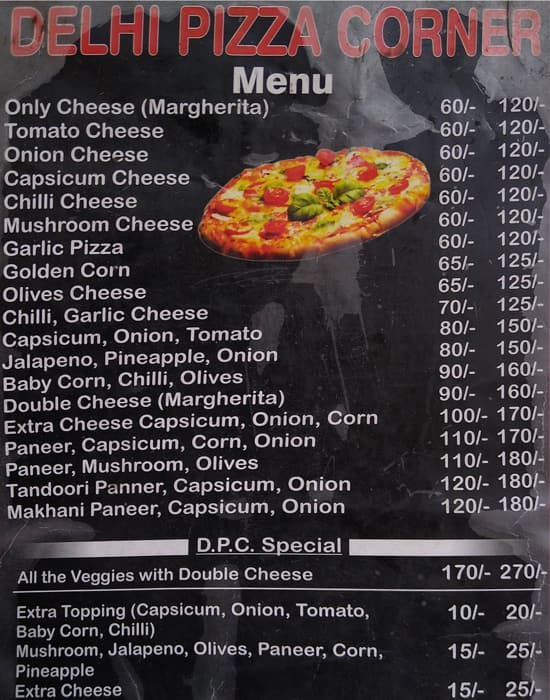 DELHI PIZZA CORNER
Menu
Only Cheese (Margherita) 60/- 120/-
Tomato Cheese 60/- 120/-
Onion Cheese 60/- 120/-
Capsicum Cheese 60/- 120/-
Chilli Cheese 60/- 120/-
Mushroom Cheese 60/- 120/-
Garlic Pizza 60/- 120/-
Golden Corn 65/- 125/-
Olives Cheese 65/- 125/-
Chilli, Garlic Cheese 70/- 125/-
Capsicum, Onion, Tomato 80/- 150/-
Jalapeno, Pineapple, Onion 80/- 150/-
Baby Corn, Chilli, Olives 90/- 160/-
Double Cheese (Margherita) 90/- 160/-
Extra Cheese Capsicum, Onion, Corn 100/- 170/-
Paneer, Capsicum, Corn, Onion 110/- 170/-
Paneer, Mushroom, Olives 110/- 180/-
Tandoori Panner, Capsicum, Onion 120/- 180/-
Makhani Paneer, Capsicum, Onion 120/- 180/-
D.P.C. Special
All the Veggies with Double Cheese 170/- 270/-
Extra Topping (Capsicum, Onion, Tomato, 10/- 20/-
Baby Corn, Chilli)
Mushroom, Jalapeno, Olives, Paneer, Corn, 15/- 25/-
Pineapple
Extra Cheese 15/- 25/-